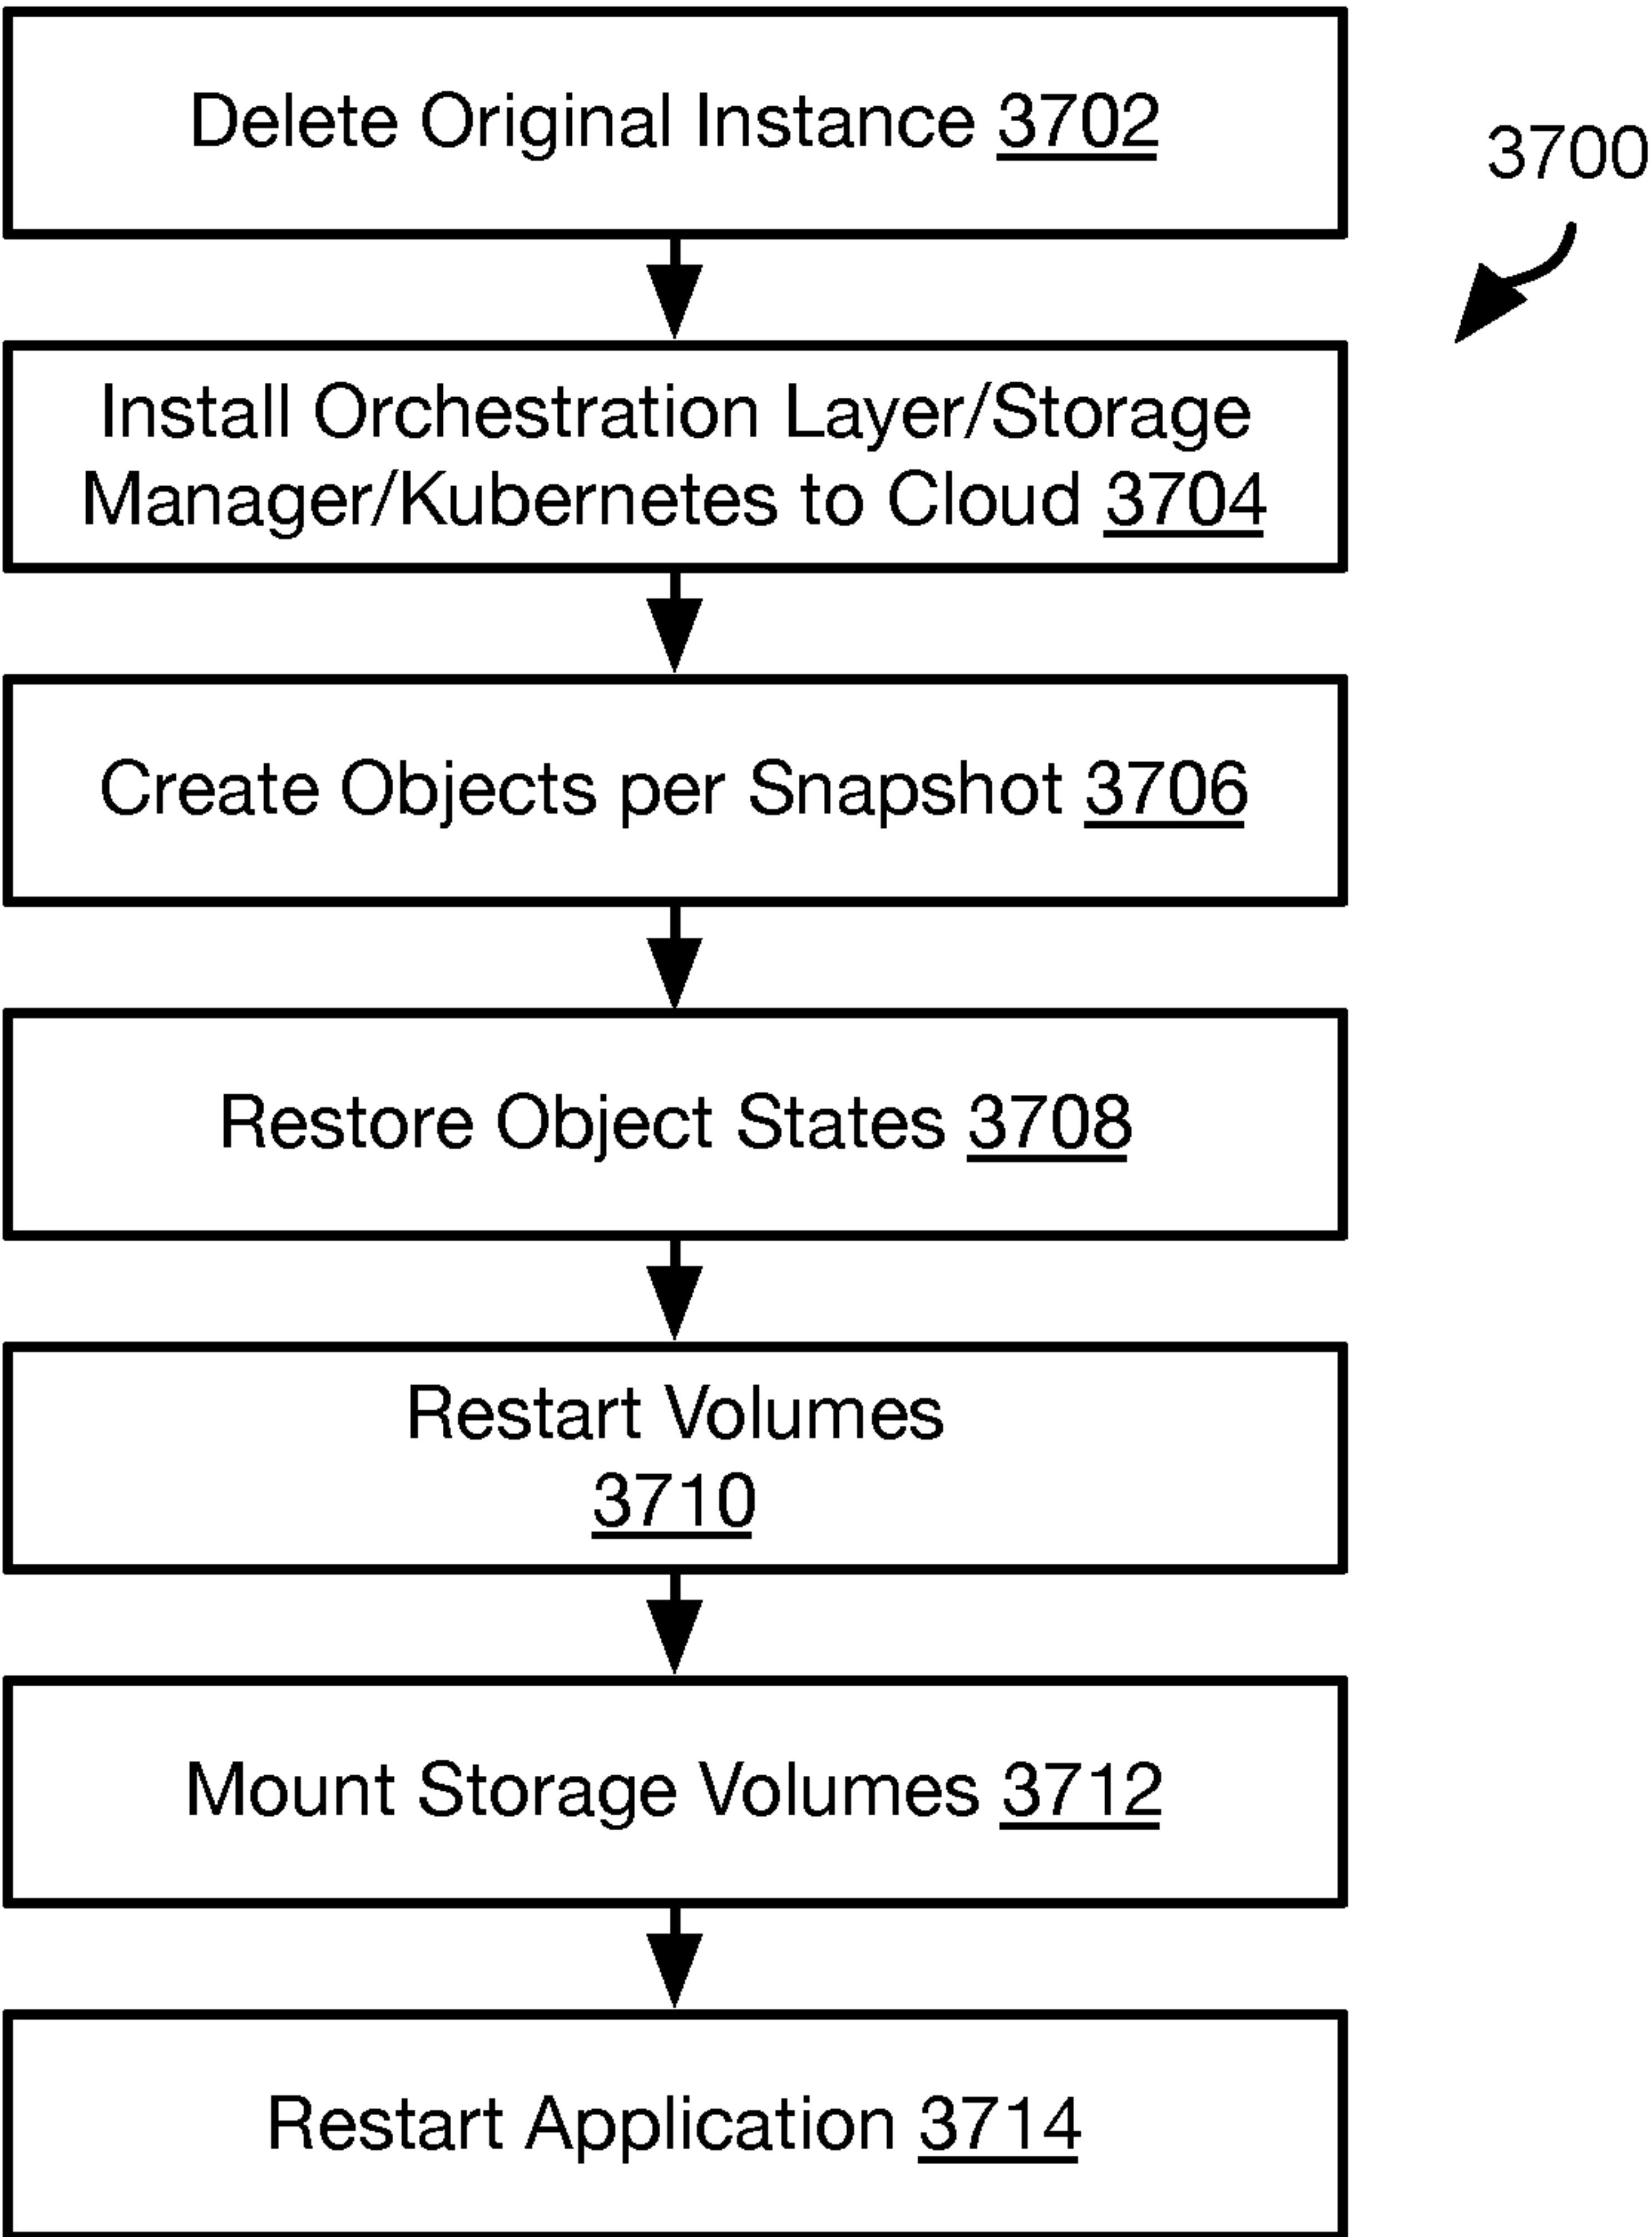 Delete Original Instance 3702
3700
Install Orchestration Layer/Storage
Manager/Kubernetes to Cloud 3704
Create Objects per Snapshot 3706
Restore Object States 3708
Restart Volumes
3710
Mount Storage Volumes 3712
Restart Application 3714